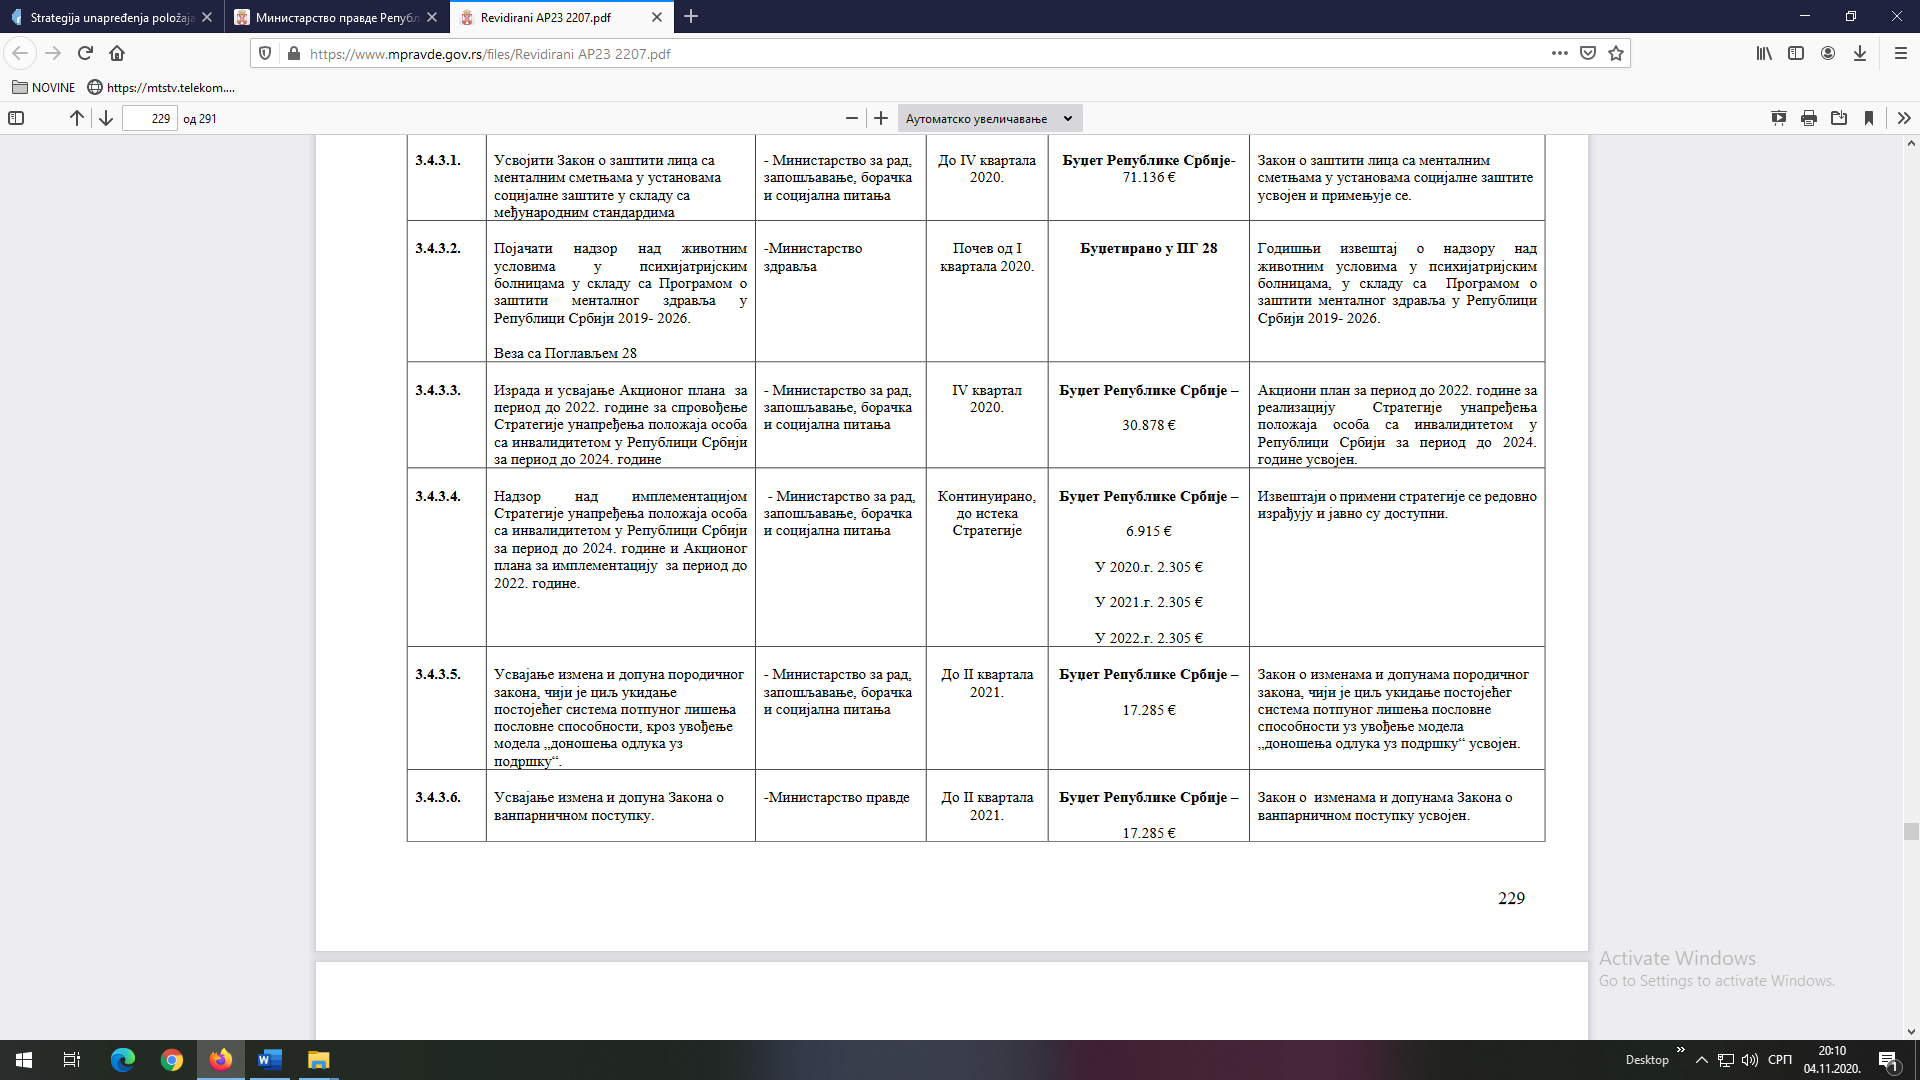 Strategija unapređenja položaja
Министарство правде Републ
Revidirani AP23 2207.pdf
https://www.mpravde.gov.rs/files/Revidirani AP23 2207.pdf
NOVINE
https://mtstv.telekom....
229
од 291
Аутоматско увеличавање
3.4.3.1.
Усвојити Закон о заштити лица са
менталним сметњама у установама
социјалне заштите у складу са
међународним стандардима
- Министарство за рад,
запошљавање, борачка
и социјална питања
До IV квартала
2020.
Буџет Републике Србије-
71.136 €
Закон о заштити лица са менталним
сметњама у установама социјалне заштите
усвојен и примењује се.
3.4.3.2.
Појачати надзор над животним
условима у психијатријским
болницама у складу са Програмом о
заштити менталног здравља у
Републици Србији 2019- 2026.
Веза са Поглављем 28
-Министарство
здравља
Почев од I
квартала 2020.
Буџетирано у ПГ 28
Годишњи извештај о надзору над
животним условима у психијатријским
болницама, у складу са Програмом о
заштити менталног здравља у Републици
Србији 2019- 2026.
3.4.3.3.
Израда и усвајање Акционог плана за
период до 2022. године за спровођење
Стратегије унапређења положаја особа
са инвалидитетом у Републици Србији
за период до 2024. године
- Министарство за рад,
запошљавање, борачка
и социјална питања
IV квартал
2020.
Буџет Републике Србије –
30.878 €
Акциони план за период до 2022. године за
реализацију Стратегије унапређења
положаја особа са инвалидитетом у
Републици Србији за период до 2024.
године усвојен.
3.4.3.4.
Надзор над имплементацијом
Стратегије унапређења положаја особа
са инвалидитетом у Републици Србији
за период до 2024. године и Акционог
плана за имплементацију за период до
2022. године.
- Министарство за рад,
запошљавање, борачка
и социјална питања
Континуирано,
до истека
Стратегије
Буџет Републике Србије –
6.915 €
У 2020.г. 2.305 €
У 2021.г. 2.305 €
У 2022.г. 2.305 €
Извештаји о примени стратегије се редовно
израђују и јавно су доступни.
3.4.3.5.
Усвајање измена и допуна породичног
закона, чији је циљ укидање
постојећег система потпуног лишења
пословне способности, кроз увођење
модела „доношења одлука уз
подршку“.
- Министарство за рад,
запошљавање, борачка
и социјална питања
До II квартала
2021.
Буџет Републике Србије –
17.285 €
Закон о изменама и допунама породичног
закона, чији је циљ укидање постојећег
система потпуног лишења пословне
способности уз увођење модела
„доношења одлука уз подршку“ усвојен.
3.4.3.6.
Усвајање измена и допуна Закона о
ванпарничном поступку.
-Министарство правде
До II квартала
2021.
Буџет Републике Србије –
17.285 €
Закон о изменама и допунама Закона о
ванпарничном поступку усвојен.
229
Activate Windows
Go to Settings to activate Windows.
Desktop
СРП
20:10
04.11.2020.
1